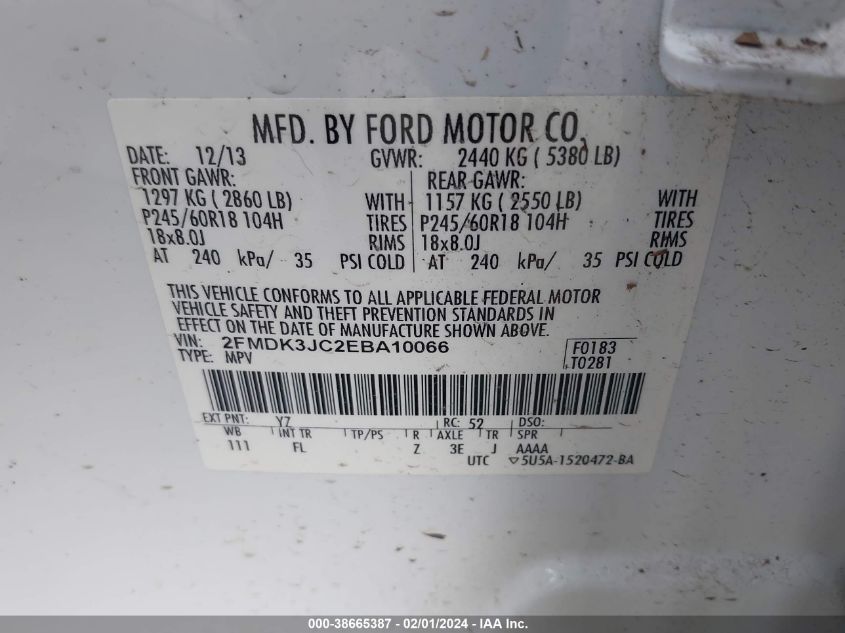 MFD. BY FORD MOTOR CO.
DATE: 12/13 GVWR: 2440 KG ( 5380 LB)
FRONT GAWR: REAR GAWR:
1297 KG ( 2860 LB) WITH 1157 KG ( 2550 LB) WITH
P245/60R18 104H TIRES P245/60R18 104H TIRES
18x8.0J RIMS 18x8.0J RIMS
AT 240 kPa/ 35 PSI COLD AT 240 kPa/ 35 PSI COLD
THIS VEHICLE CONFORMS TO ALL APPLICABLE FEDERAL MOTOR
VEHICLE SAFETY AND THEFT PREVENTION STANDARDS IN
EFFECT ON THE DATE OF MANUFACTURE SHOWN ABOVE.
VIN: 2FMDK3JC2EBA10066 F0183
TYPE: MPV T0281
EXT PNT: YZ RC: 52 DSO:
WB INT TR TP/PS R AXLE TR SPR
111 FL Z 3E J AAAA
UTC ▽5U5A-1520472-BA
000-38665387 - 02/01/2024 - IAA Inc.